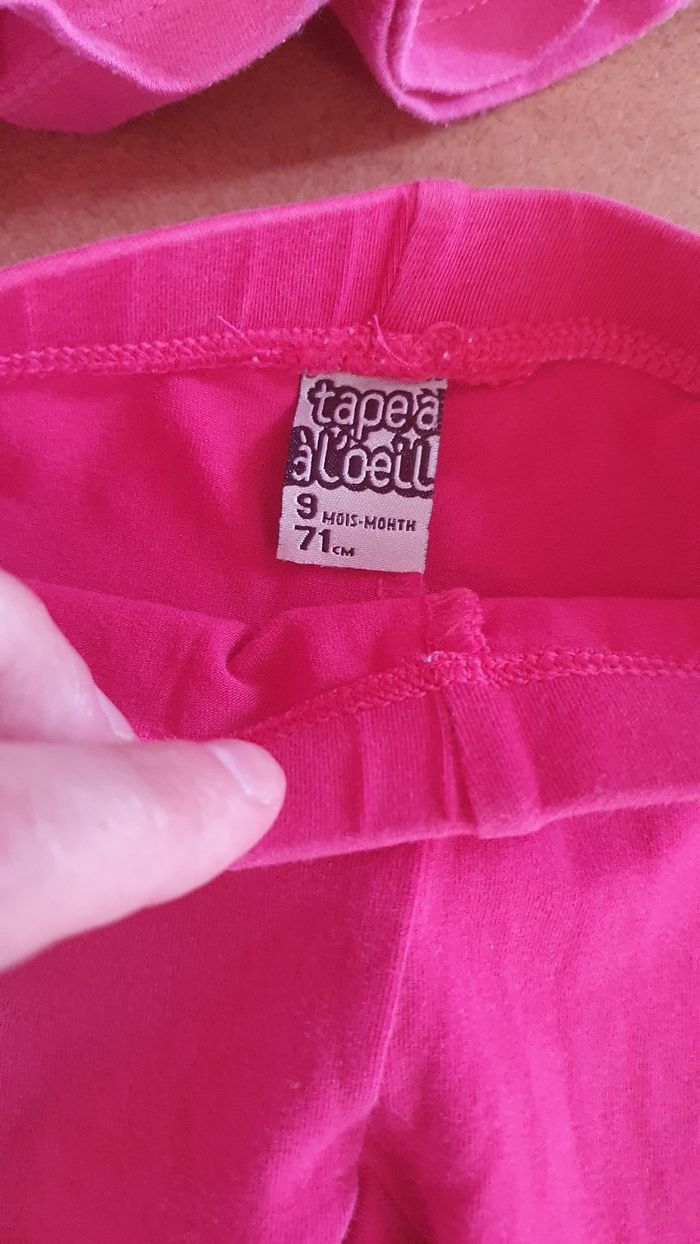 tape à
à l'oeil
9 MOIS-MONTH
71 CM